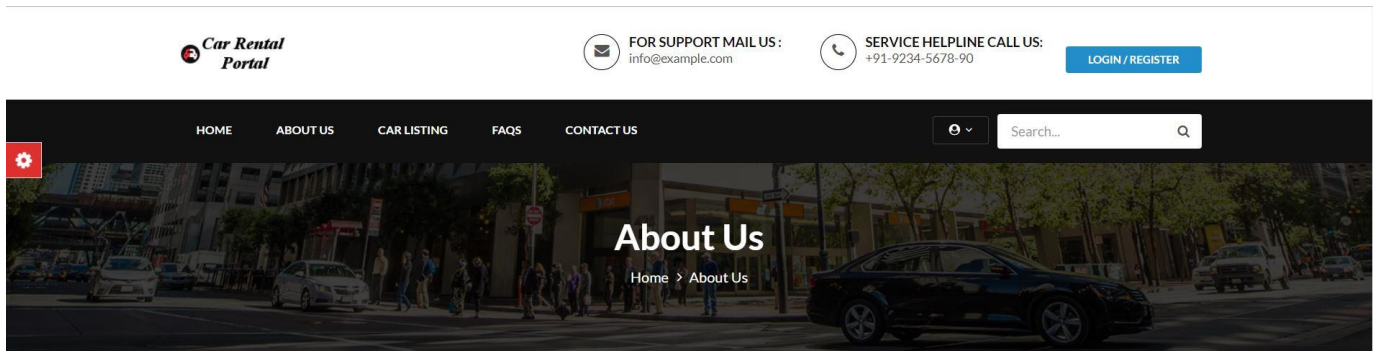 Car Rental
Portal
FOR SUPPORT MAIL US :
info@example.com
SERVICE HELPLINE CALL US:
+91-9234-5678-90
LOGIN / REGISTER
HOME
ABOUT US
CAR LISTING
FAQS
CONTACT US
Search...
About Us
Home > About Us